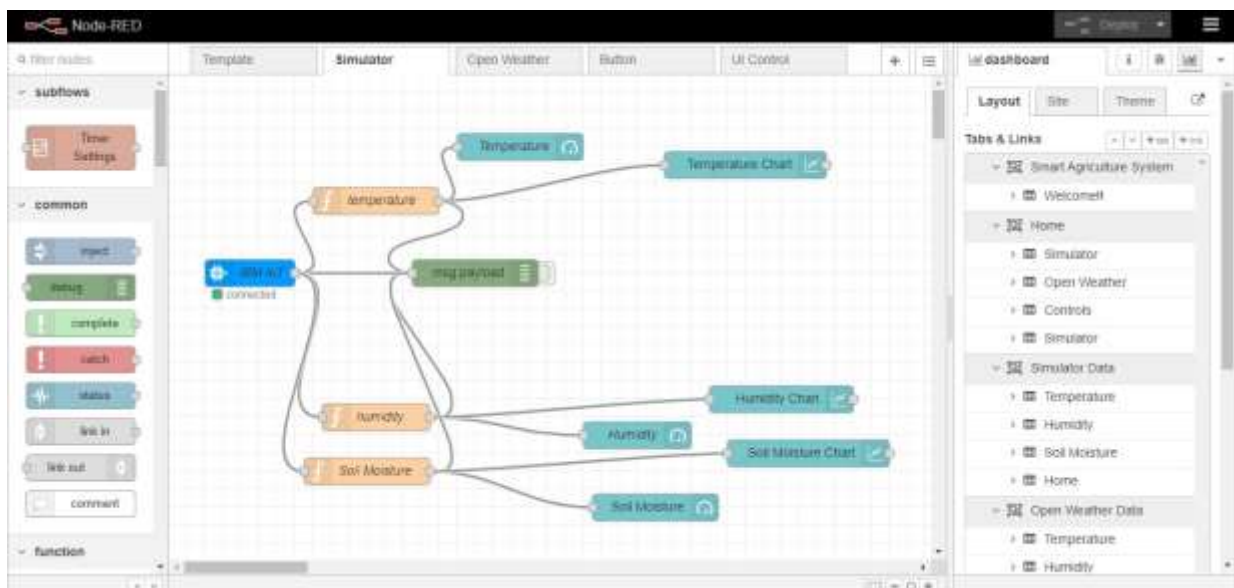 Node-RED
Deploy
filter nodes
subflows
Timer
Settings
common
inject
debug
complete
catch
status
link in
link out
comment
function
Template
Simulator
Open Weather
Button
UI Control
Temperature
Temperature Chart
temperature
IBM IoT
connected
msg.payload
Humidity Chart
humidity
Humidity
Soil Moisture Chart
Soil Moisture
Soil Moisture
dashboard
Layout
Site
Theme
Tabs & Links
Smart Agriculture System
Home
Simulator
Open Weather
Controls
Simulator
Simulator Data
Temperature
Humidity
Soil Moisture
Home
Open Weather Data
Temperature
Humidity